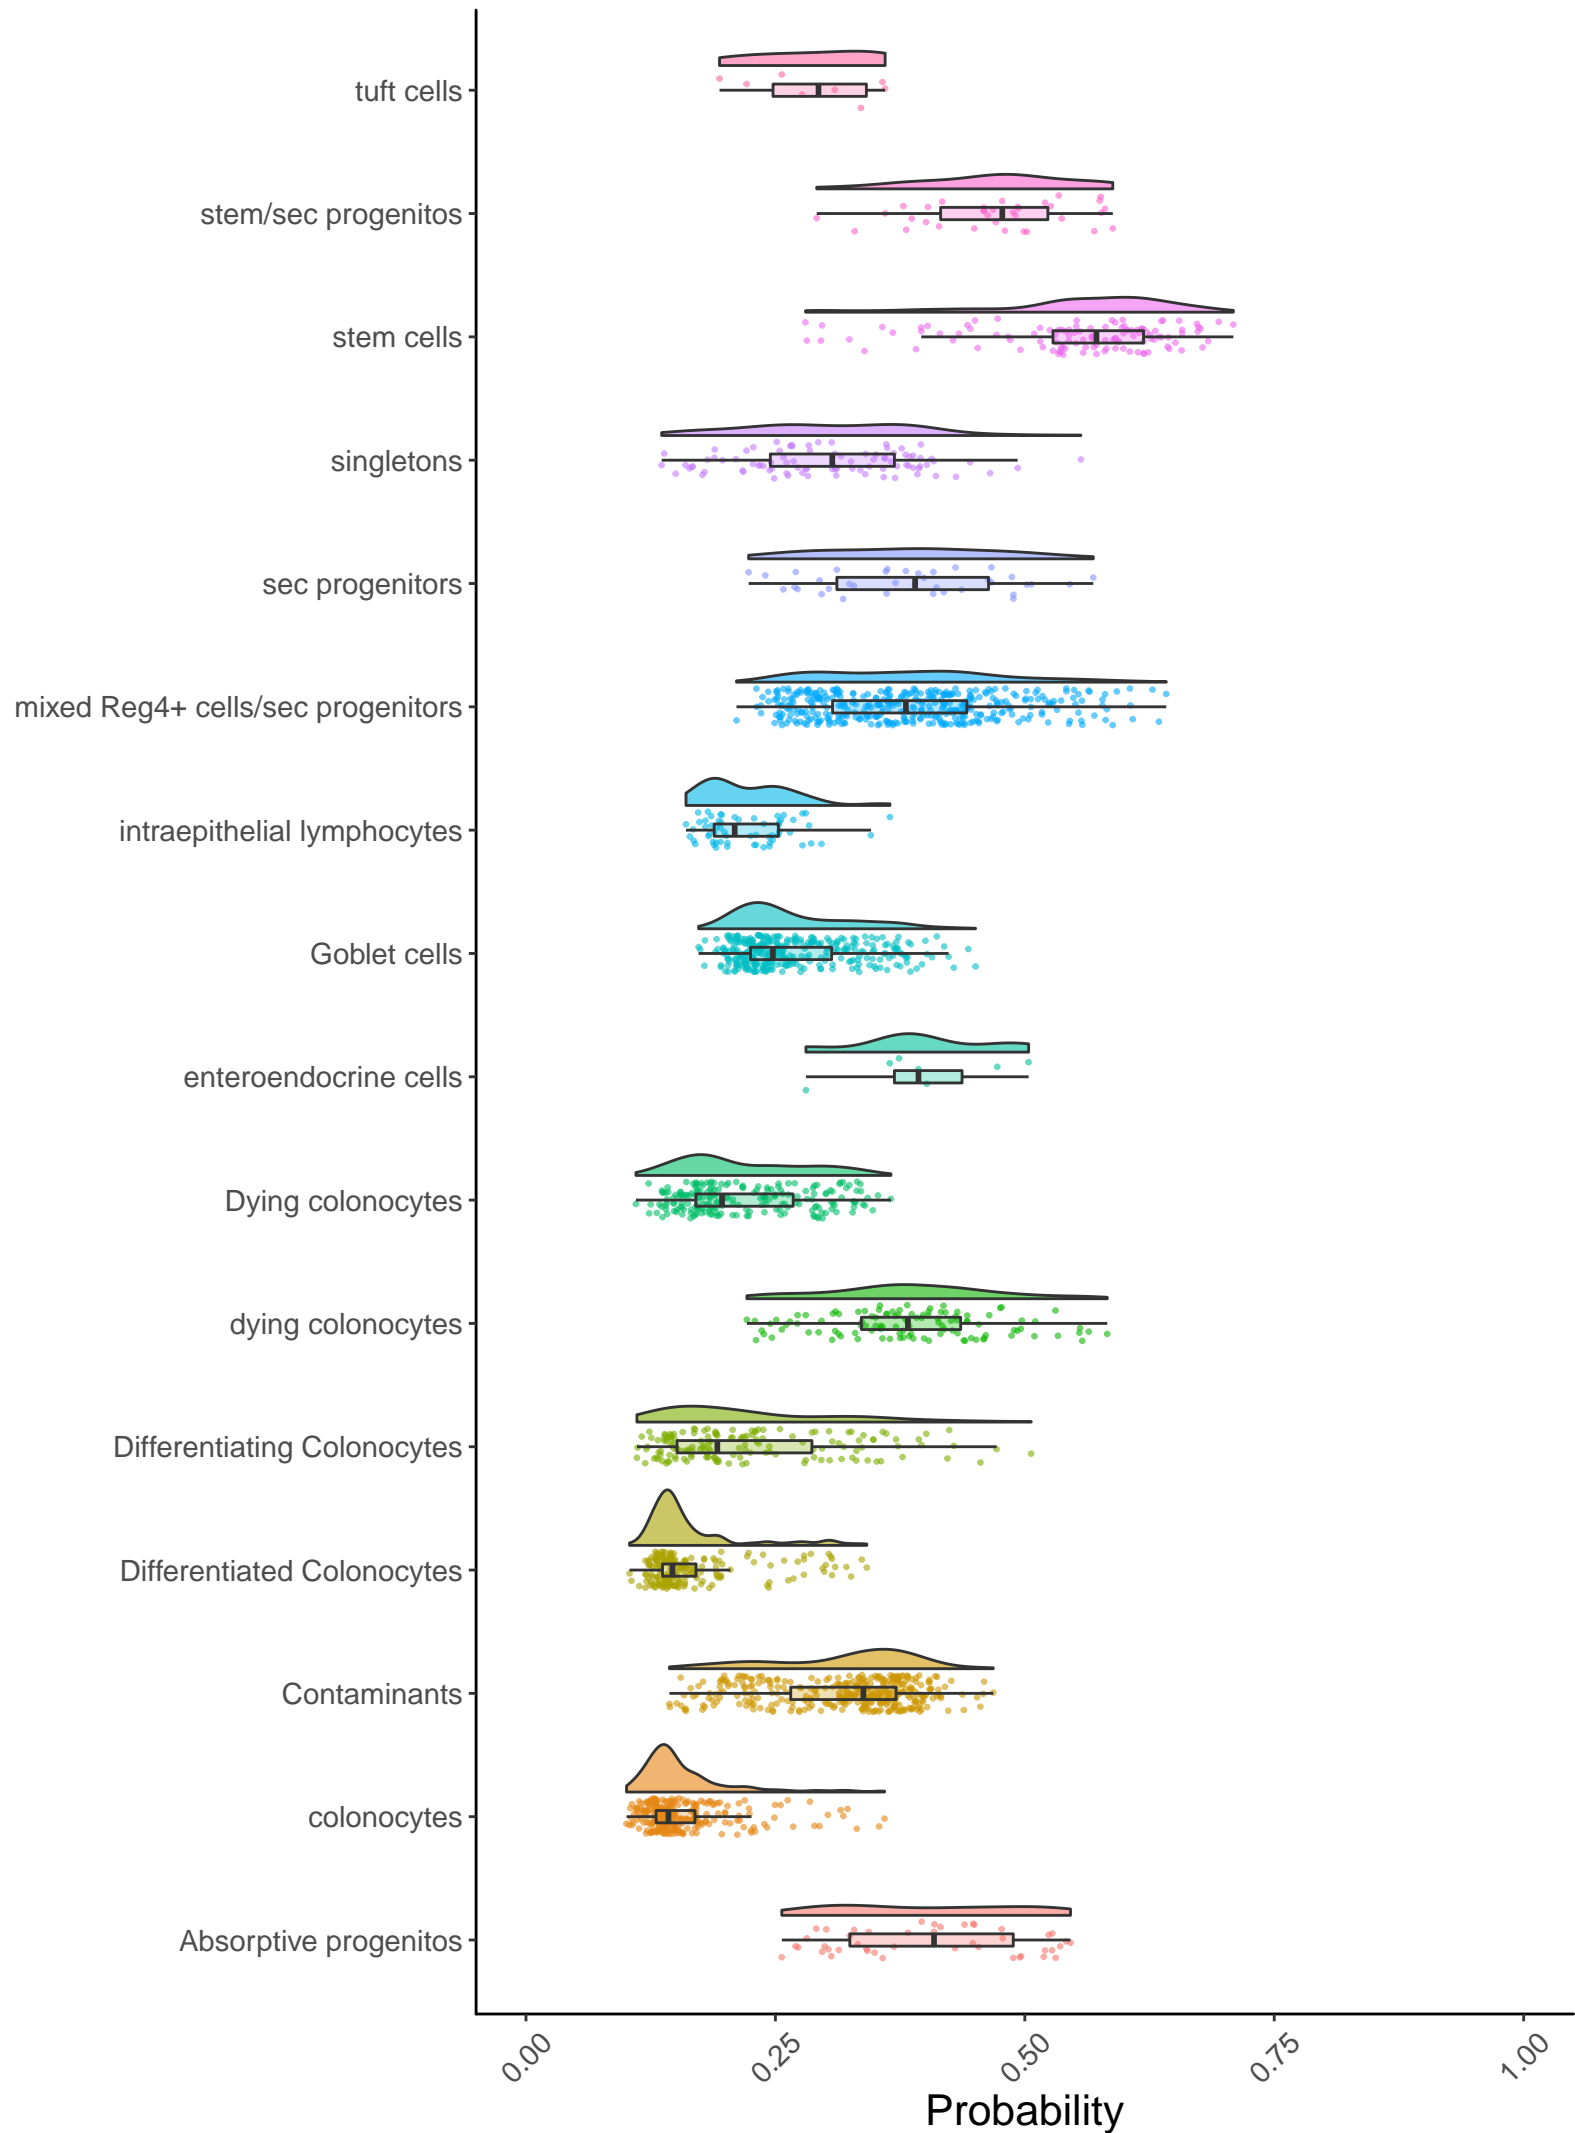 tuft cells
stem/sec progenitos
stem cells
singletons
sec progenitors
mixed Reg4+ cells/sec progenitors
intraepithelial lymphocytes
Goblet cells
enteroendocrine cells
Dying colonocytes
dying colonocytes
Differentiating Colonocytes
Differentiated Colonocytes
Contaminants
colonocytes
Absorptive progenitos
0.00 0.25 0.50 0.75 1.00
Probability